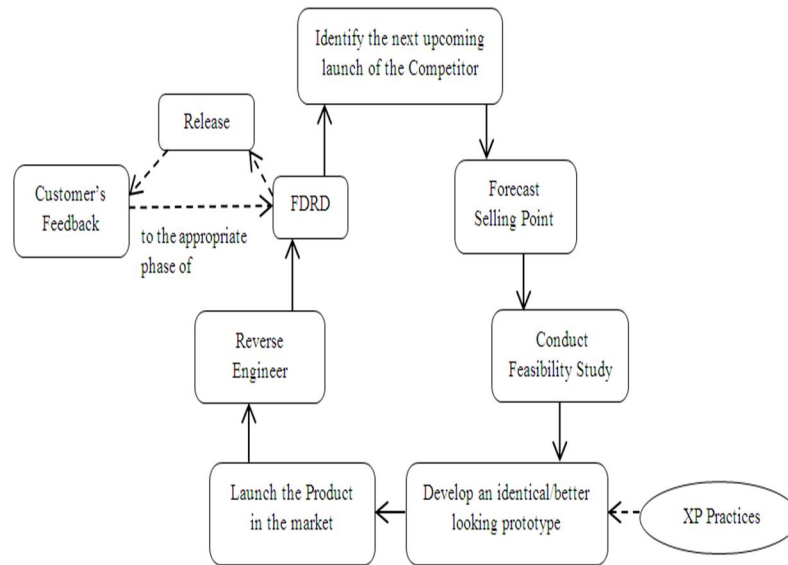 Identify the next upcoming
launch of the Competitor
Release
Customer's
Feedback
FDRD
Forecast
Selling Point
to the appropriate
phase of
Reverse
Engineer
Conduct
Feasibility Study
Launch the Product
in the market
Develop an identical/better
looking prototype
XP Practices